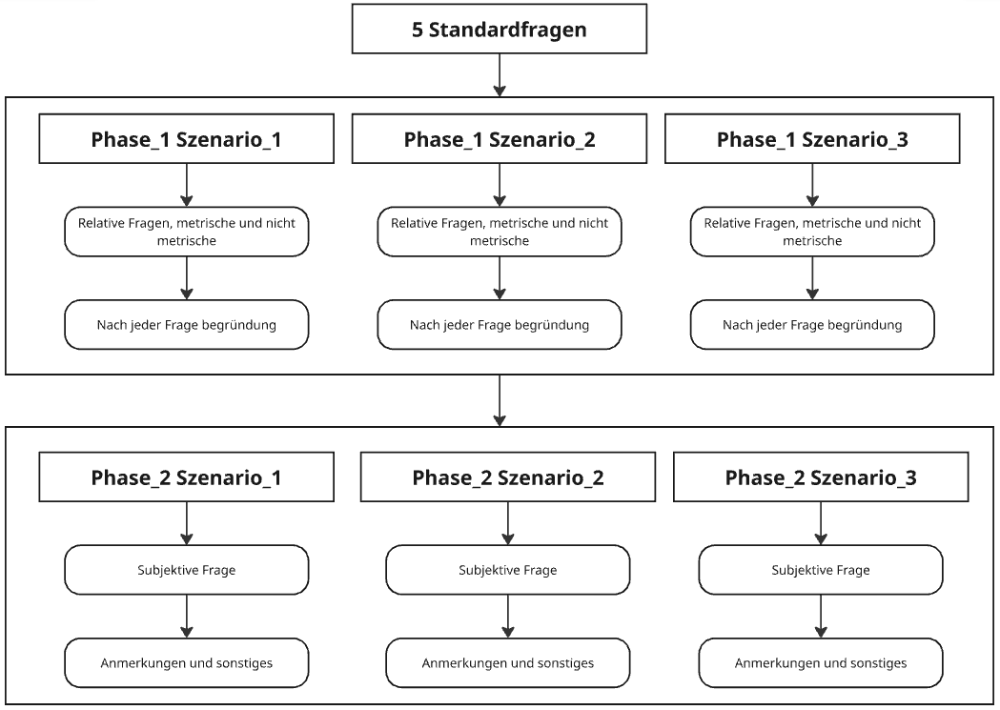 5 Standardfragen
Phase_1 Szenario_1
Phase_1 Szenario_2
Phase_1 Szenario_3
Relative Fragen, metrische und nicht
metrische
Relative Fragen, metrische und nicht
metrische
Relative Fragen, metrische und nicht
metrische
Nach jeder Frage begründung
Nach jeder Frage begründung
Nach jeder Frage begründung
Phase_2 Szenario_1
Phase_2 Szenario_2
Phase_2 Szenario_3
Subjektive Frage
Subjektive Frage
Subjektive Frage
Anmerkungen und sonstiges
Anmerkungen und sonstiges
Anmerkungen und sonstiges